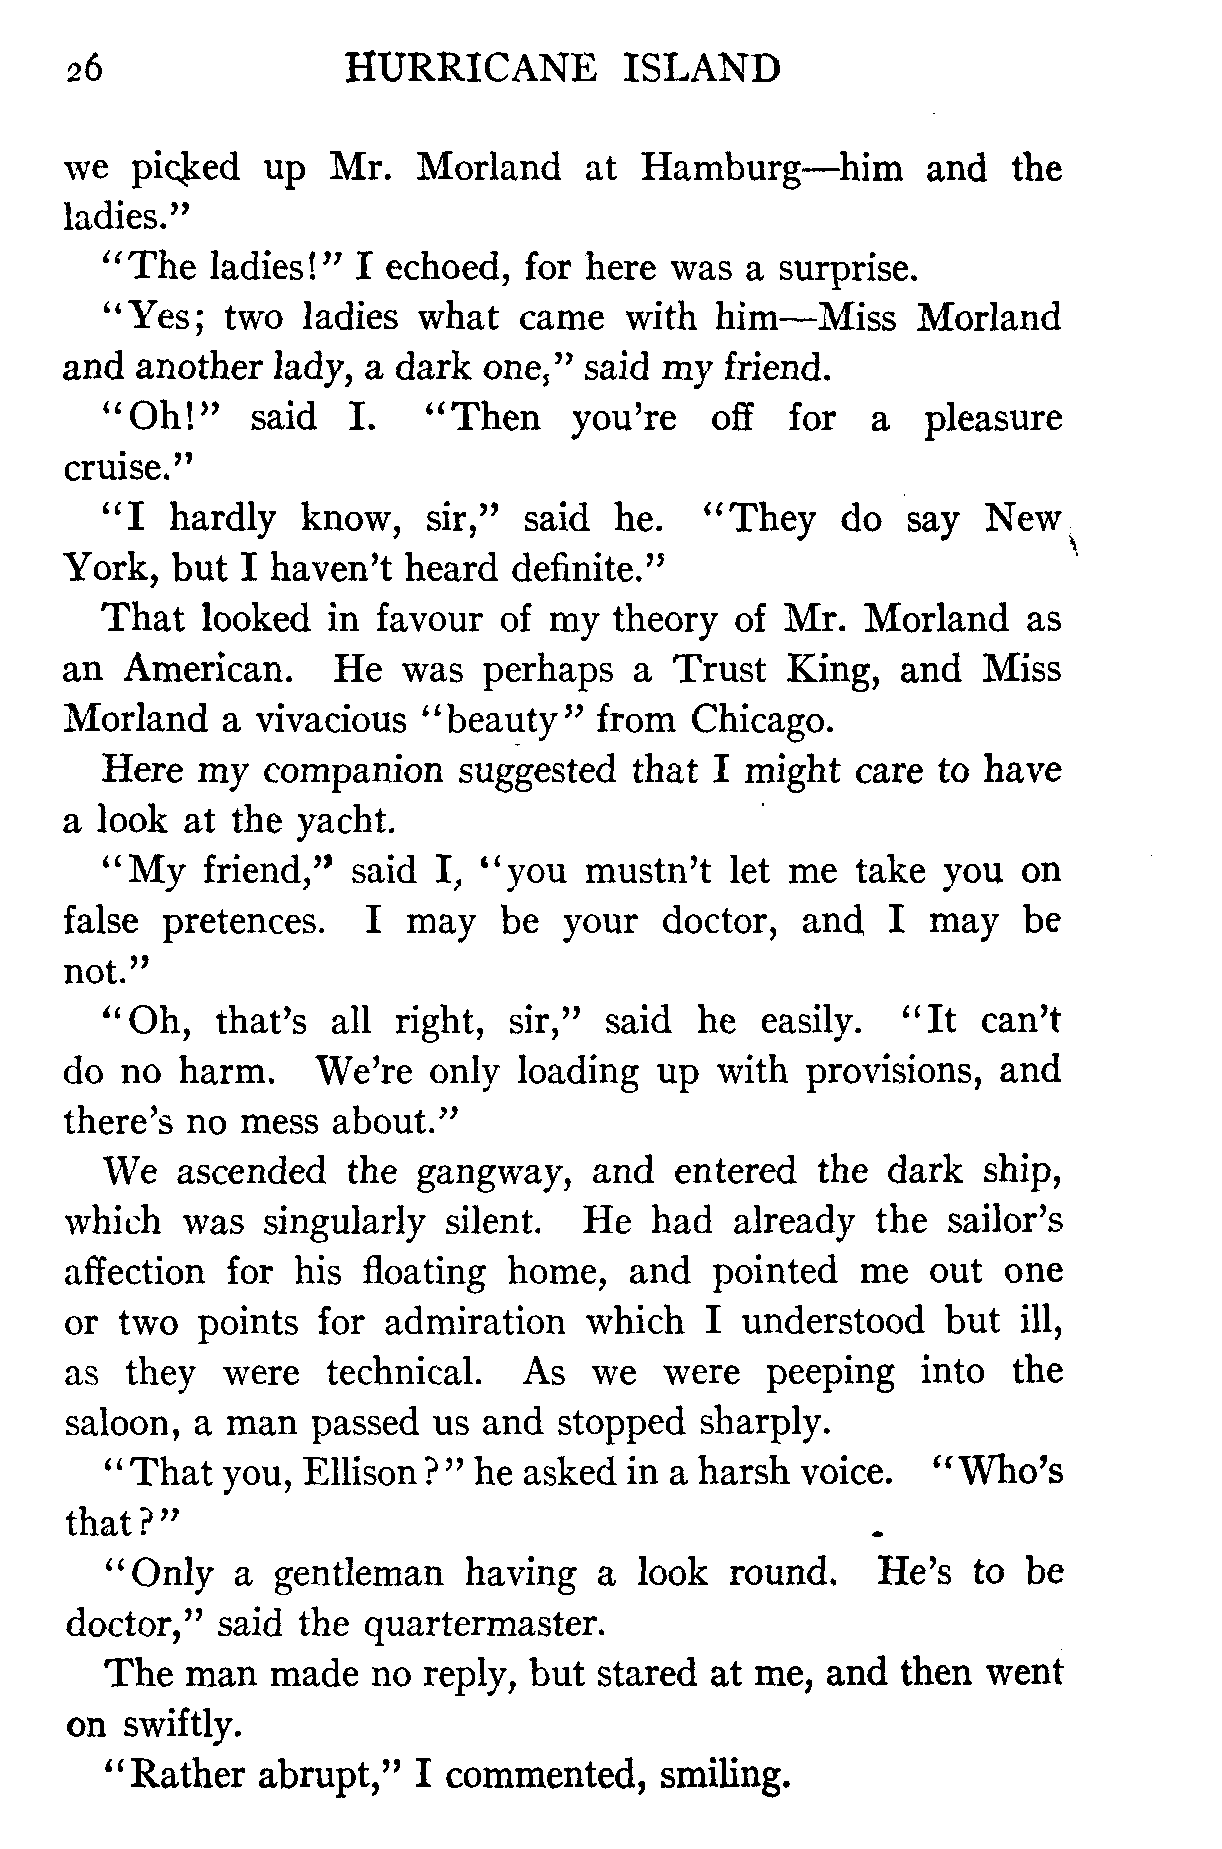 26 HURRICANE ISLAND
we picked up Mr. Morland at Hamburg—him and the
ladies."
"The ladies!" I echoed, for here was a surprise.
"Yes; two ladies what came with him—Miss Morland
and another lady, a dark one," said my friend.
"Oh!" said I. "Then you're off for a pleasure
cruise."
"I hardly know, sir," said he. "They do say New
York, but I haven't heard definite."
That looked in favour of my theory of Mr. Morland as
an American. He was perhaps a Trust King, and Miss
Morland a vivacious "beauty" from Chicago.
Here my companion suggested that I might care to have
a look at the yacht.
"My friend," said I, "you mustn't let me take you on
false pretences. I may be your doctor, and I may be
not."
"Oh, that's all right, sir," said he easily. "It can't
do no harm. We're only loading up with provisions, and
there's no mess about."
We ascended the gangway, and entered the dark ship,
which was singularly silent. He had already the sailor's
affection for his floating home, and pointed me out one
or two points for admiration which I understood but ill,
as they were technical. As we were peeping into the
saloon, a man passed us and stopped sharply.
"That you, Ellison?" he asked in a harsh voice. "Who's
that?"
"Only a gentleman having a look round. He's to be
doctor," said the quartermaster.
The man made no reply, but stared at me, and then went
on swiftly.
"Rather abrupt," I commented, smiling.